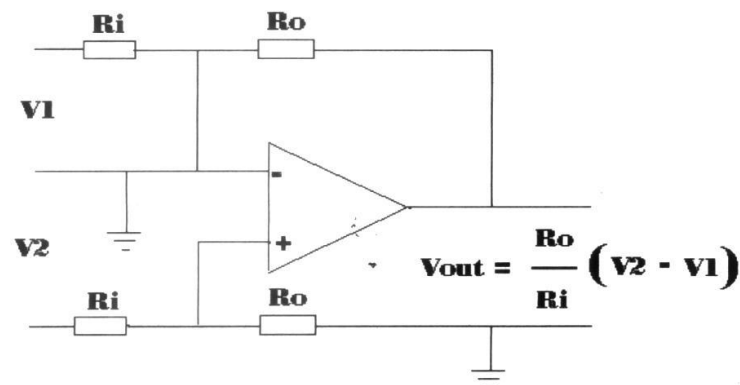 Ri
Ro
V1
-
V2
+
Vout = Ro/Ri (V2 - V1)
Ri
Ro